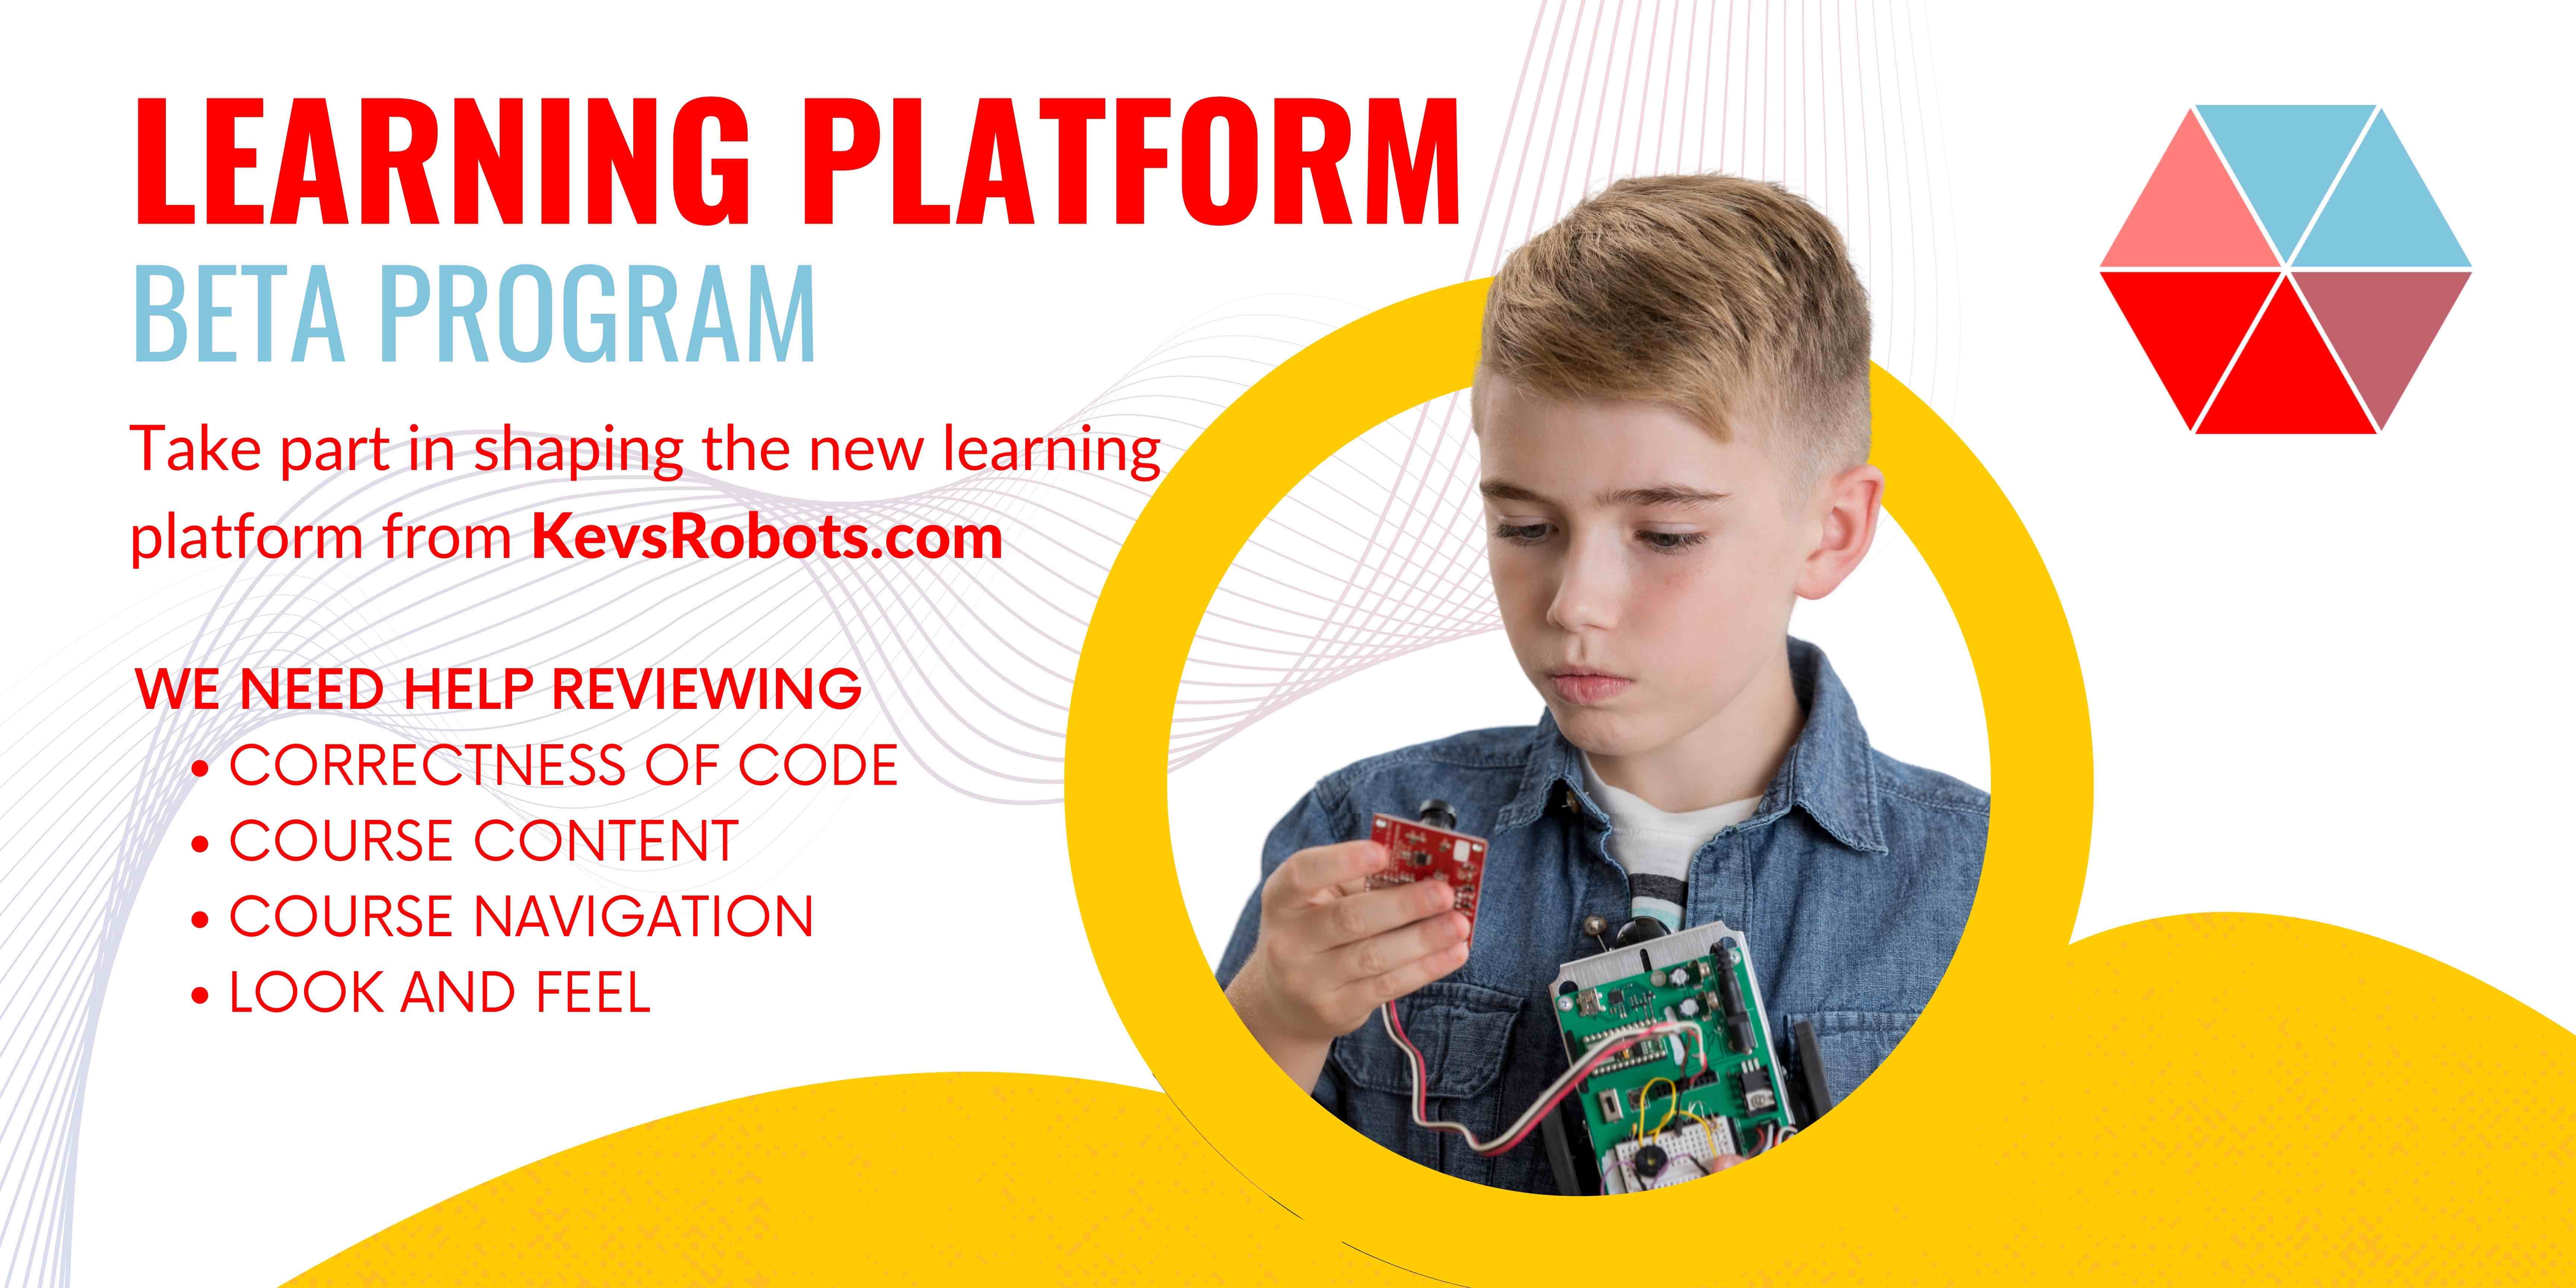 LEARNING PLATFORM
BETA PROGRAM
Take part in shaping the new learning
platform from KevsRobots.com
WE NEED HELP REVIEWING
• CORRECTNESS OF CODE
• COURSE CONTENT
• COURSE NAVIGATION
• LOOK AND FEEL